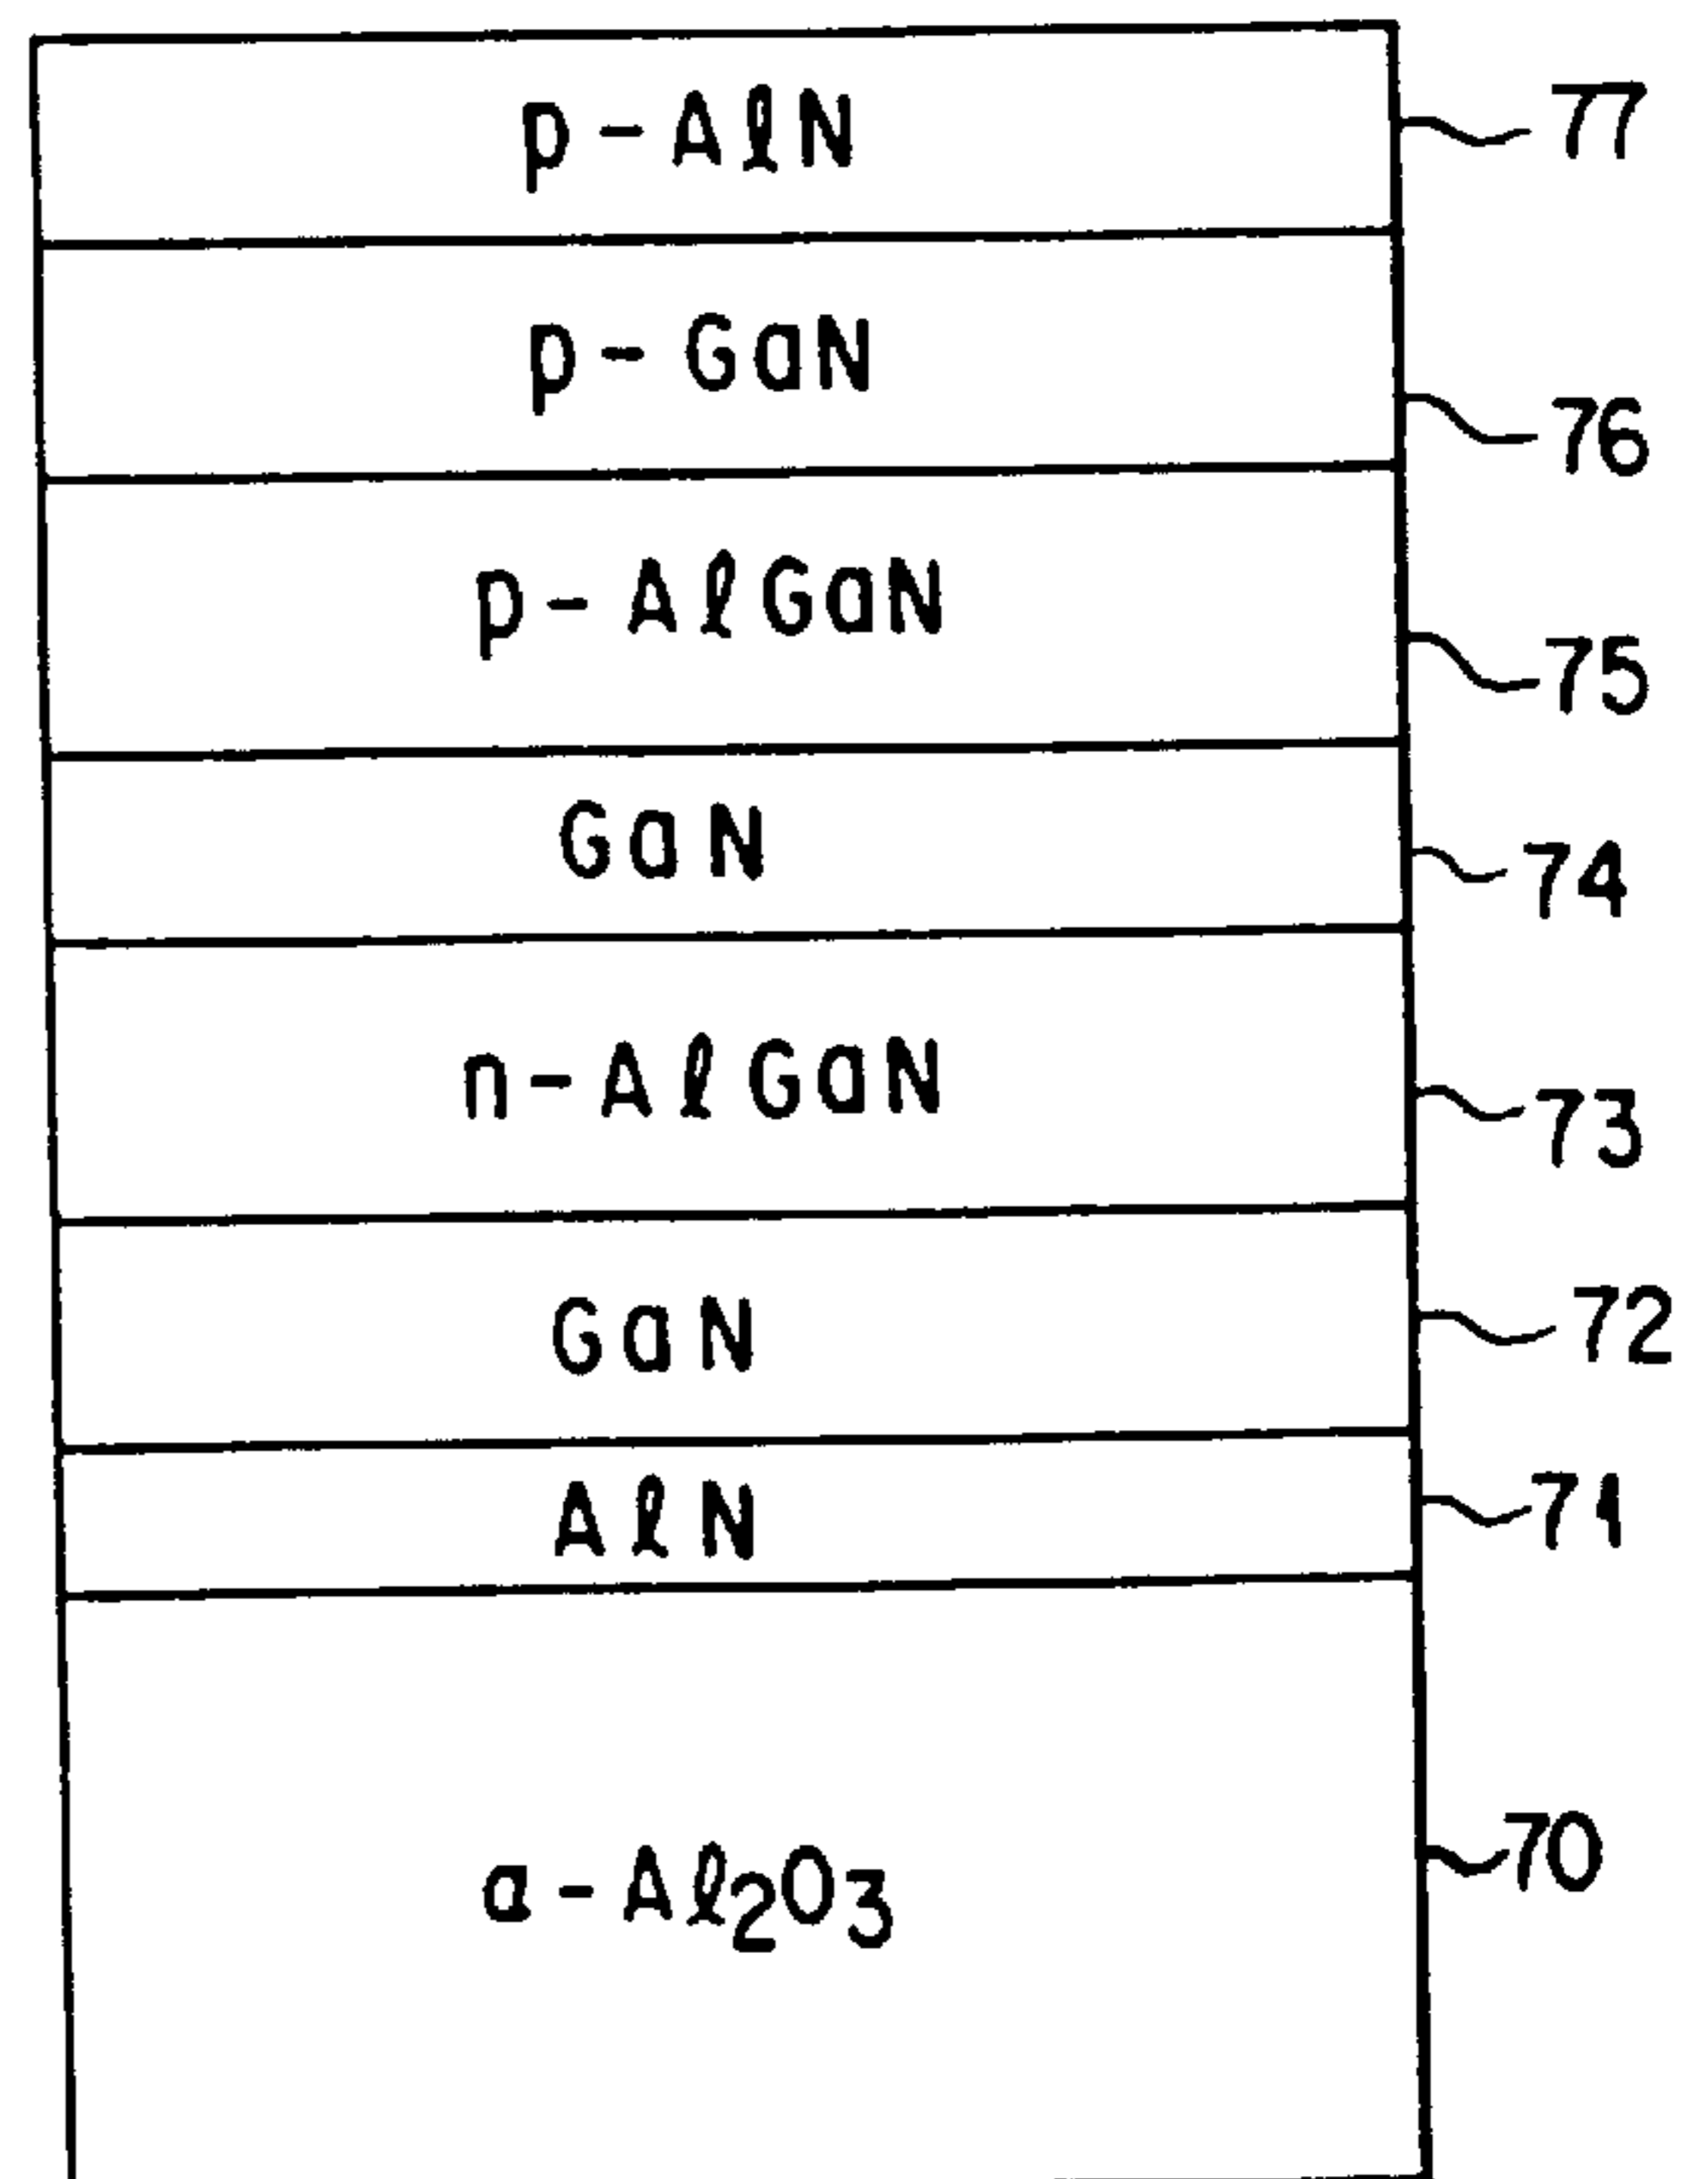 p-AlN 77
p-GaN 76
p-AlGaN 75
GaN 74
n-AlGaN 73
GaN 72
AlN 71
α-Al₂O₃ 70